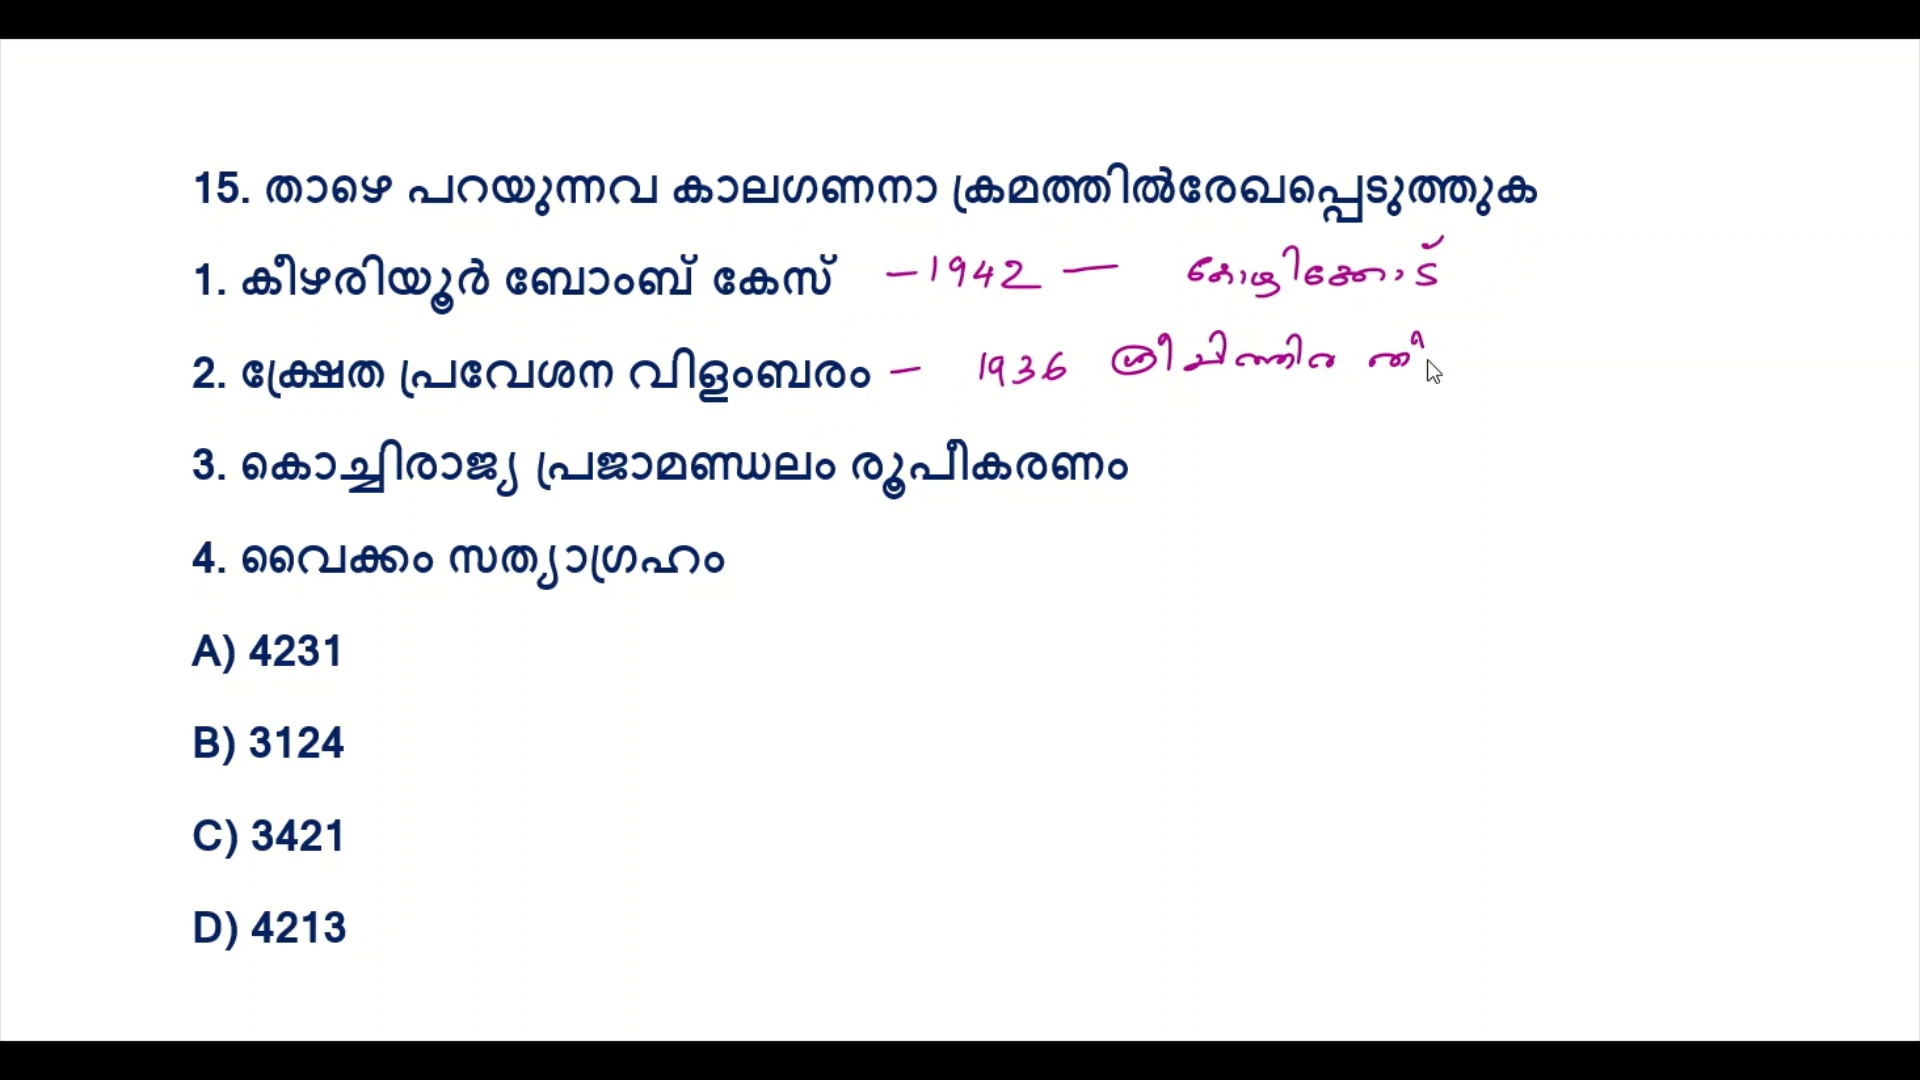 15. താഴെ പറയുന്നവ കാലഗണനാ ക്രമത്തിൽരേഖപ്പെടുത്തുക
1. കീഴരിയൂർ ബോംബ് കേസ് - 1942 - കോഴിക്കോട്
2. ക്ഷ്രേത പ്രവേശന വിളംബരം - 1936 ശ്രീചിത്തിര തി
3. കൊച്ചിരാജ്യ പ്രജാമണ്ഡലം രൂപീകരണം
4. വൈക്കം സത്യാഗ്രഹം
A) 4231
B) 3124
C) 3421
D) 4213